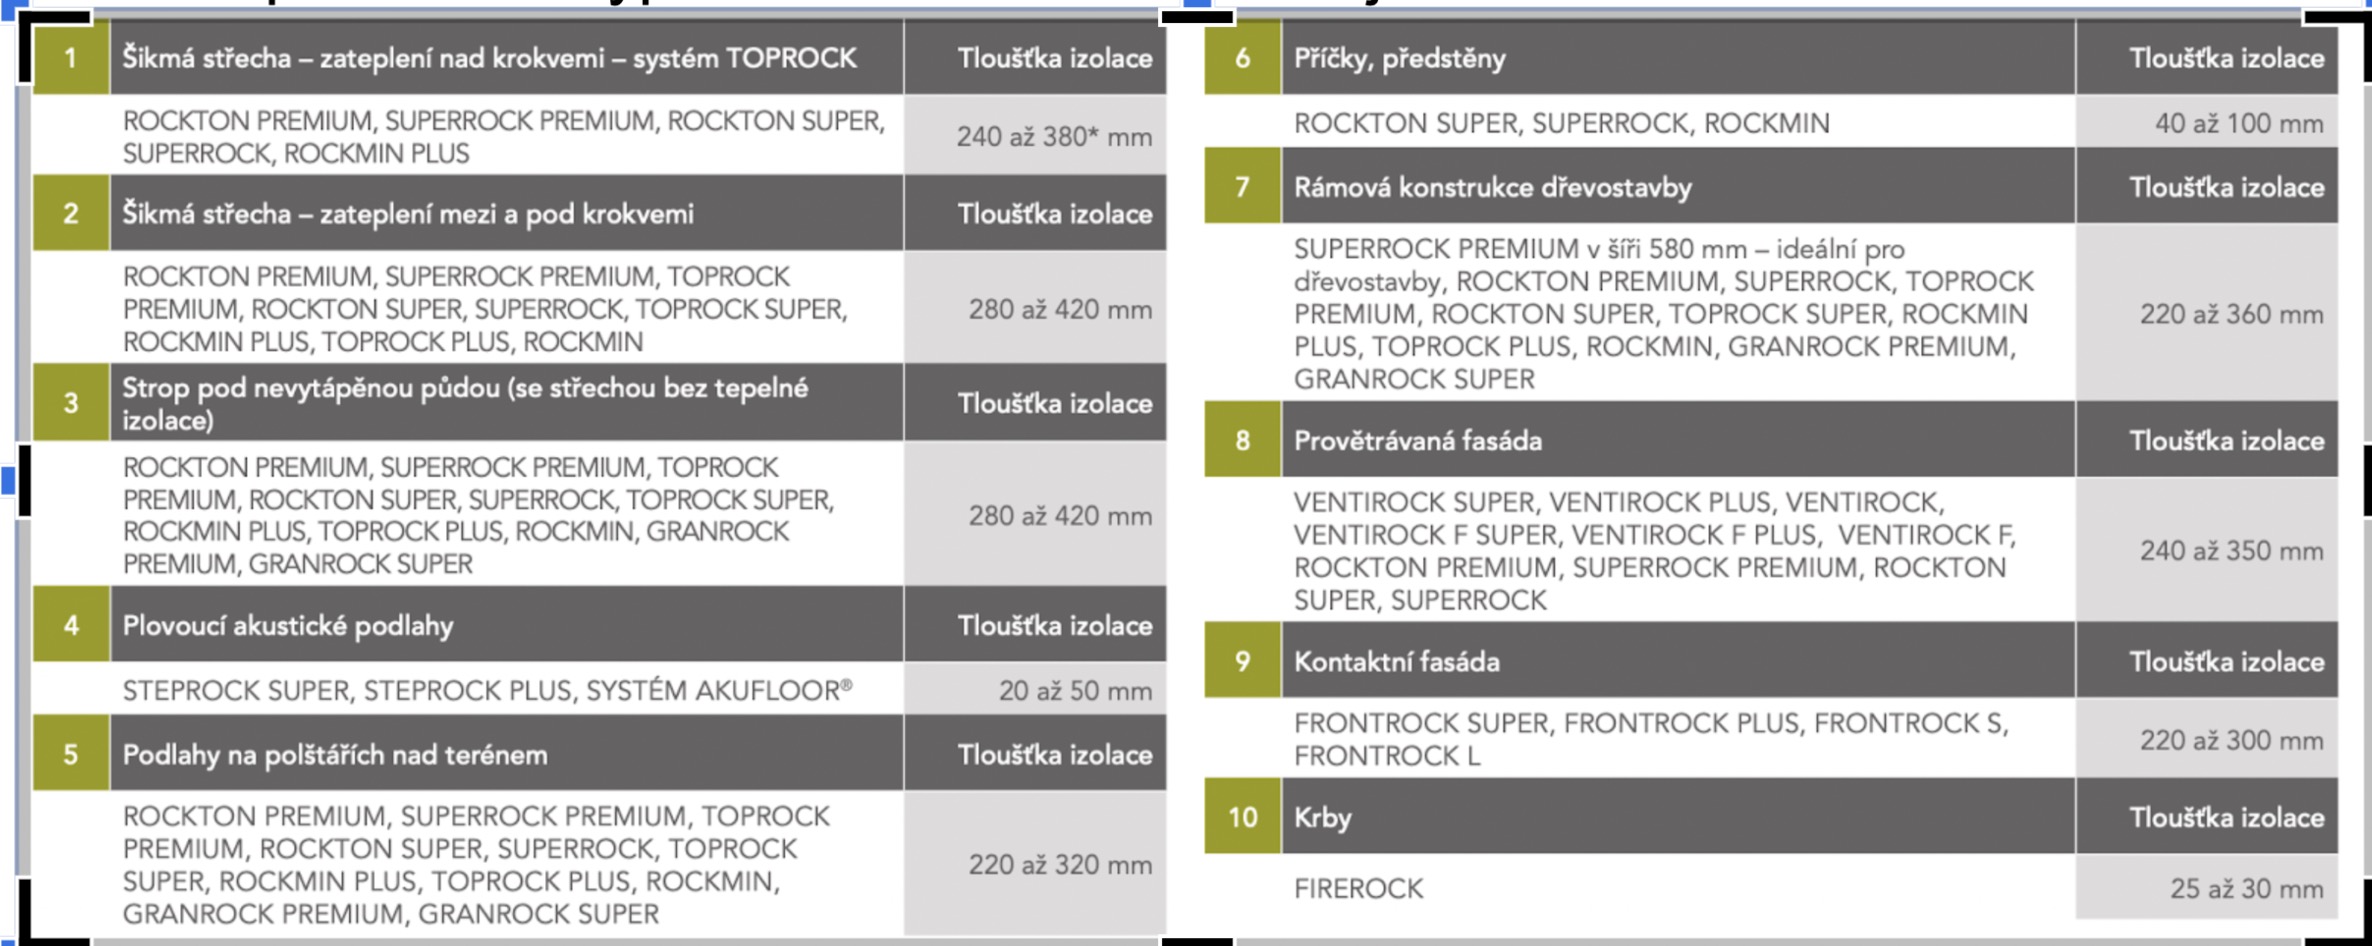 1 Šikmá střecha – zateplení nad krokvemi – systém TOPROCK Tloušťka izolace
ROCKTON PREMIUM, SUPERROCK PREMIUM, ROCKTON SUPER,
SUPERROCK, ROCKMIN PLUS
240 až 380* mm
2 Šikmá střecha – zateplení mezi a pod krokvemi Tloušťka izolace
ROCKTON PREMIUM, SUPERROCK PREMIUM, TOPROCK
PREMIUM, ROCKTON SUPER, SUPERROCK, TOPROCK SUPER,
ROCKMIN PLUS, TOPROCK PLUS, ROCKMIN
280 až 420 mm
3 Strop pod nevytápěnou půdou (se střechou bez tepelné
izolace)
Tloušťka izolace
ROCKTON PREMIUM, SUPERROCK PREMIUM, TOPROCK
PREMIUM, ROCKTON SUPER, SUPERROCK, TOPROCK SUPER,
ROCKMIN PLUS, TOPROCK PLUS, ROCKMIN, GRANROCK
PREMIUM, GRANROCK SUPER
280 až 420 mm
4 Plovoucí akustické podlahy Tloušťka izolace
STEPROCK SUPER, STEPROCK PLUS, SYSTÉM AKUFLOOR® 20 až 50 mm
5 Podlahy na polštářích nad terénem Tloušťka izolace
ROCKTON PREMIUM, SUPERROCK PREMIUM, TOPROCK
PREMIUM, ROCKTON SUPER, SUPERROCK, TOPROCK
SUPER, ROCKMIN PLUS, TOPROCK PLUS, ROCKMIN,
GRANROCK PREMIUM, GRANROCK SUPER
220 až 320 mm
6 Příčky, předstěny Tloušťka izolace
ROCKTON SUPER, SUPERROCK, ROCKMIN 40 až 100 mm
7 Rámová konstrukce dřevostavby Tloušťka izolace
SUPERROCK PREMIUM v šíři 580 mm – ideální pro
dřevostavby, ROCKTON PREMIUM, SUPERROCK, TOPROCK
PREMIUM, ROCKTON SUPER, TOPROCK SUPER, ROCKMIN
PLUS, TOPROCK PLUS, ROCKMIN, GRANROCK PREMIUM,
GRANROCK SUPER
220 až 360 mm
8 Provětrávaná fasáda Tloušťka izolace
VENTIROCK SUPER, VENTIROCK PLUS, VENTIROCK,
VENTIROCK F SUPER, VENTIROCK F PLUS, VENTIROCK F,
ROCKTON PREMIUM, SUPERROCK PREMIUM, ROCKTON
SUPER, SUPERROCK
240 až 350 mm
9 Kontaktní fasáda Tloušťka izolace
FRONTROCK SUPER, FRONTROCK PLUS, FRONTROCK S,
FRONTROCK L
220 až 300 mm
10 Krby Tloušťka izolace
FIREROCK 25 až 30 mm